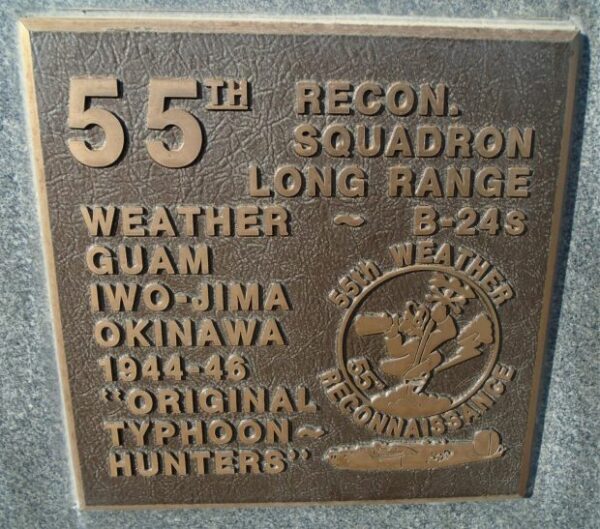 55TH RECON.
SQUADRON
LONG RANGE
WEATHER ~ B-24S
GUAM
IWO-JIMA
OKINAWA
1944-46
"ORIGINAL
TYPHOON~
HUNTERS"
55th WEATHER
55
RECONNAISSANCE